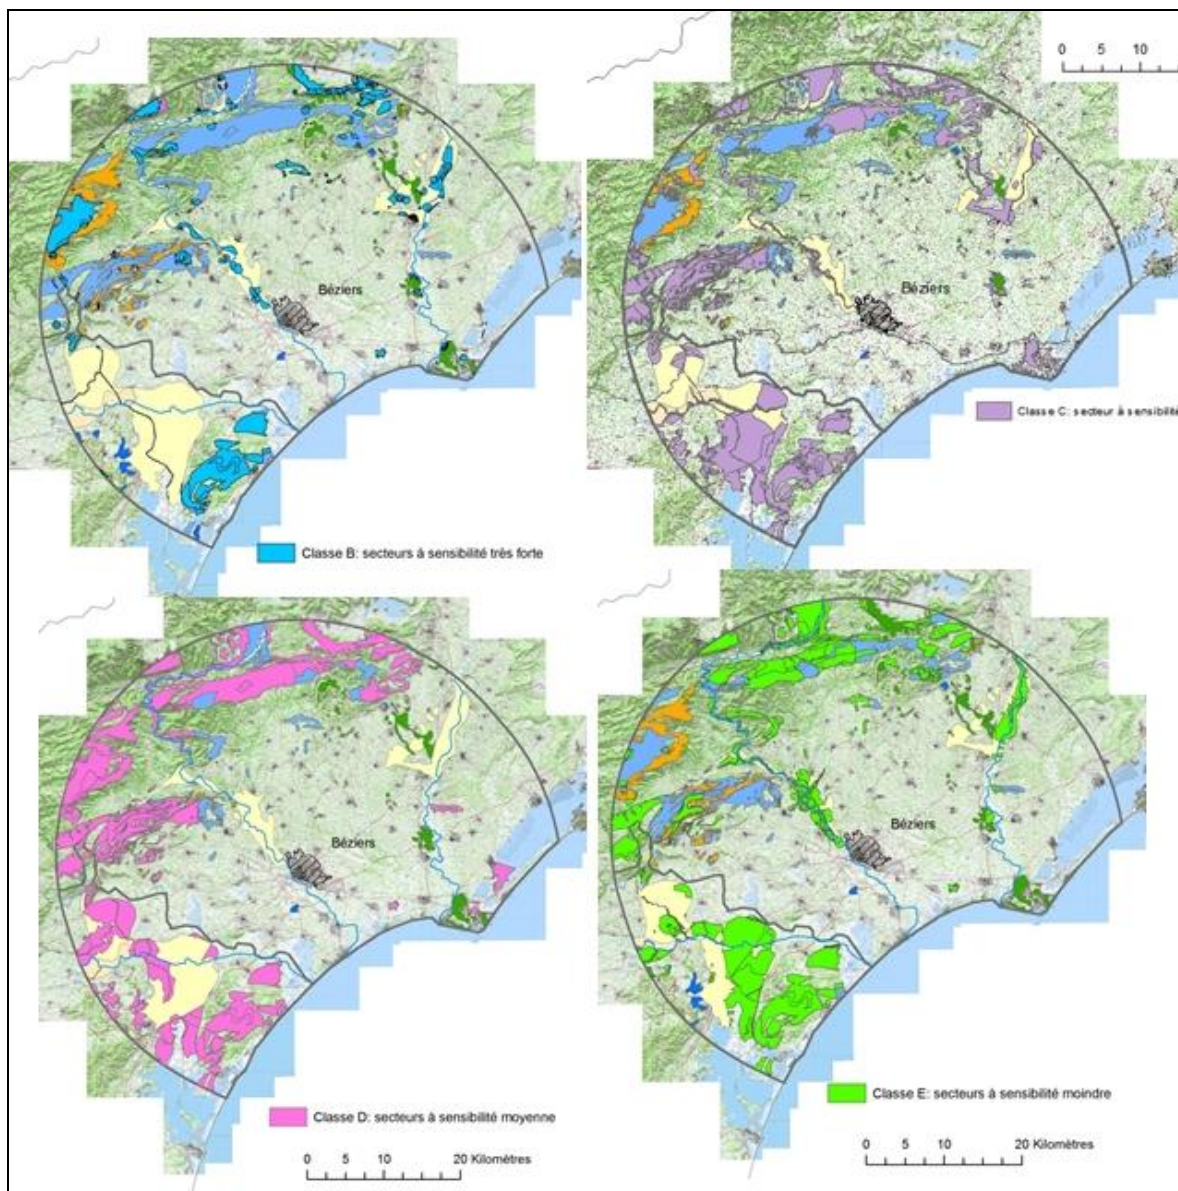 0 5 10
Béziers
Béziers
Classe C: secteur à sensibilité
Classe B: secteurs à sensibilité très forte
Béziers
Béziers
Classe D: secteurs à sensibilité moyenne
Classe E: secteurs à sensibilité moindre
0 5 10 20 Kilomètres
0 5 10 20 Kilomètres